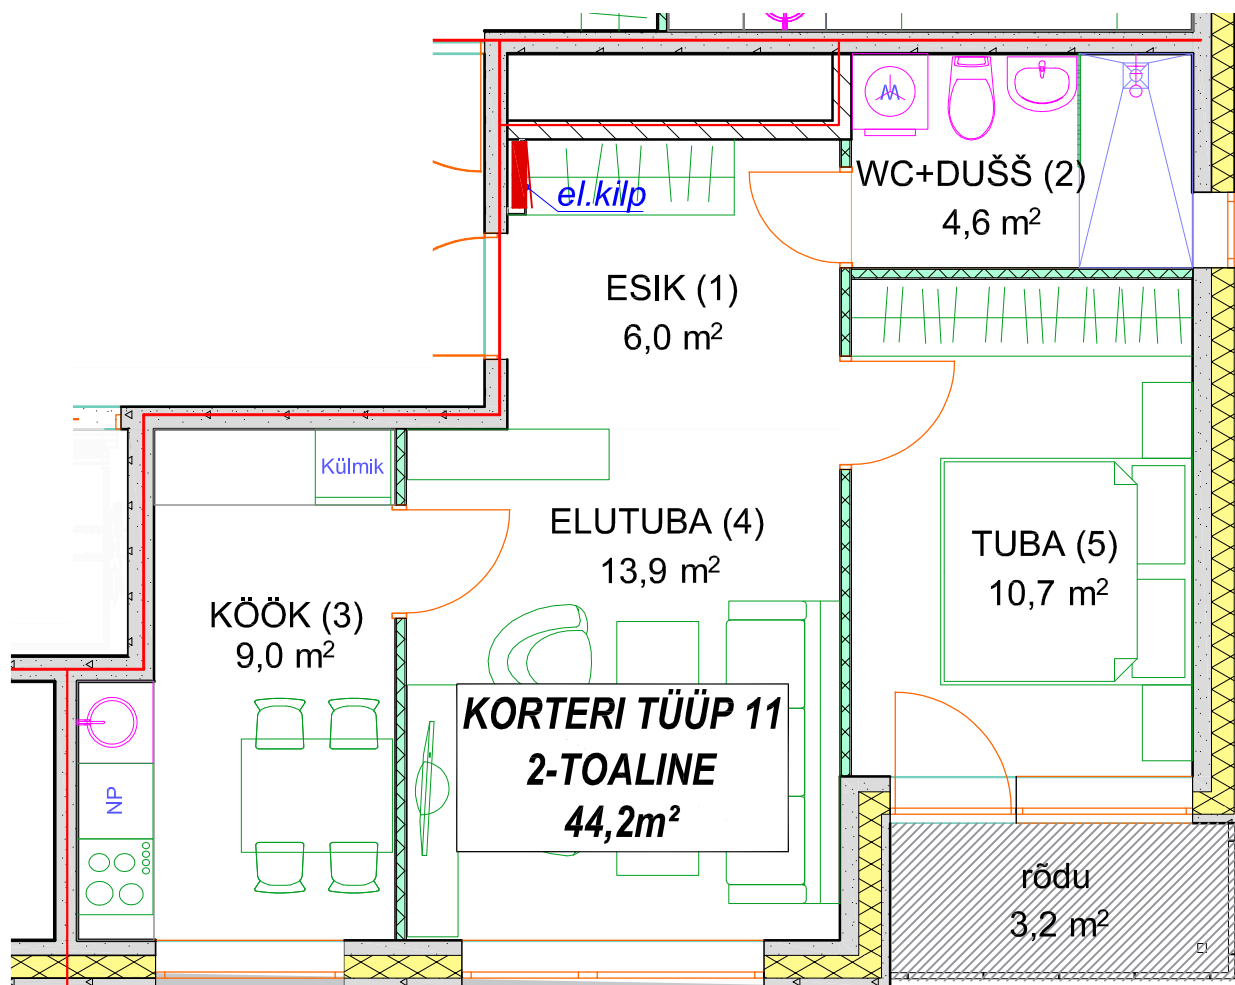 el.kilp
WC+DUŠŠ (2)
4,6 m²
ESIK (1)
6,0 m²
Külmik
ELUTUBA (4)
13,9 m²
TUBA (5)
10,7 m²
KÖÖK (3)
9,0 m²
KORTERI TÜÜP 11
2-TOALINE
44,2m²
NP
rõdu
3,2 m²